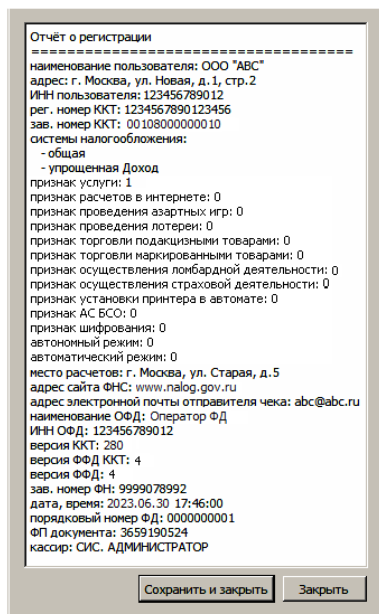 Отчёт о регистрации
====================================
наименование пользователя: ООО "АВС"
адрес: г. Москва, ул. Новая, д.1, стр.2
ИНН пользователя: 123456789012
рег. номер ККТ: 1234567890123456
зав. номер ККТ: 00108000000010
системы налогообложения:
- общая
- упрощенная Доход
признак услуги: 1
признак расчетов в интернете: 0
признак проведения азартных игр: 0
признак проведения лотереи: 0
признак торговли подакцизными товарами: 0
признак торговли маркированными товарами: 0
признак осуществления ломбардной деятельности: 0
признак осуществления страховой деятельности: 0
признак установки принтера в автомате: 0
признак АС БСО: 0
признак шифрования: 0
автономный режим: 0
автоматический режим: 0
место расчетов: г. Москва, ул. Старая, д.5
адрес сайта ФНС: www.nalog.gov.ru
адрес электронной почты отправителя чека: abc@abc.ru
наименование ОФД: Оператор ФД
ИНН ОФД: 123456789012
версия ККТ: 280
версия ФФД ККТ: 4
версия ФФД: 4
зав. номер ФН: 9999078992
дата, время: 2023.06.30 17:46:00
порядковый номер ФД: 0000000001
ФП документа: 3659190524
кассир: СИС. АДМИНИСТРАТОР
Сохранить и закрыть Закрыть